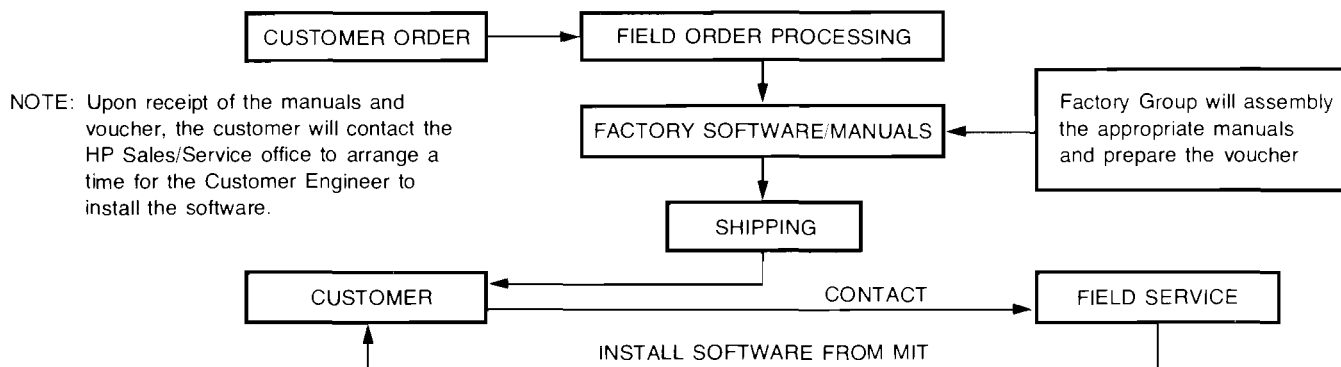 CUSTOMER ORDER
FIELD ORDER PROCESSING
NOTE: Upon receipt of the manuals and
voucher, the customer will contact the
HP Sales/Service office to arrange a
time for the Customer Engineer to
install the software.
FACTORY SOFTWARE/MANUALS
Factory Group will assembly
the appropriate manuals
and prepare the voucher
SHIPPING
CUSTOMER
CONTACT
FIELD SERVICE
INSTALL SOFTWARE FROM MIT